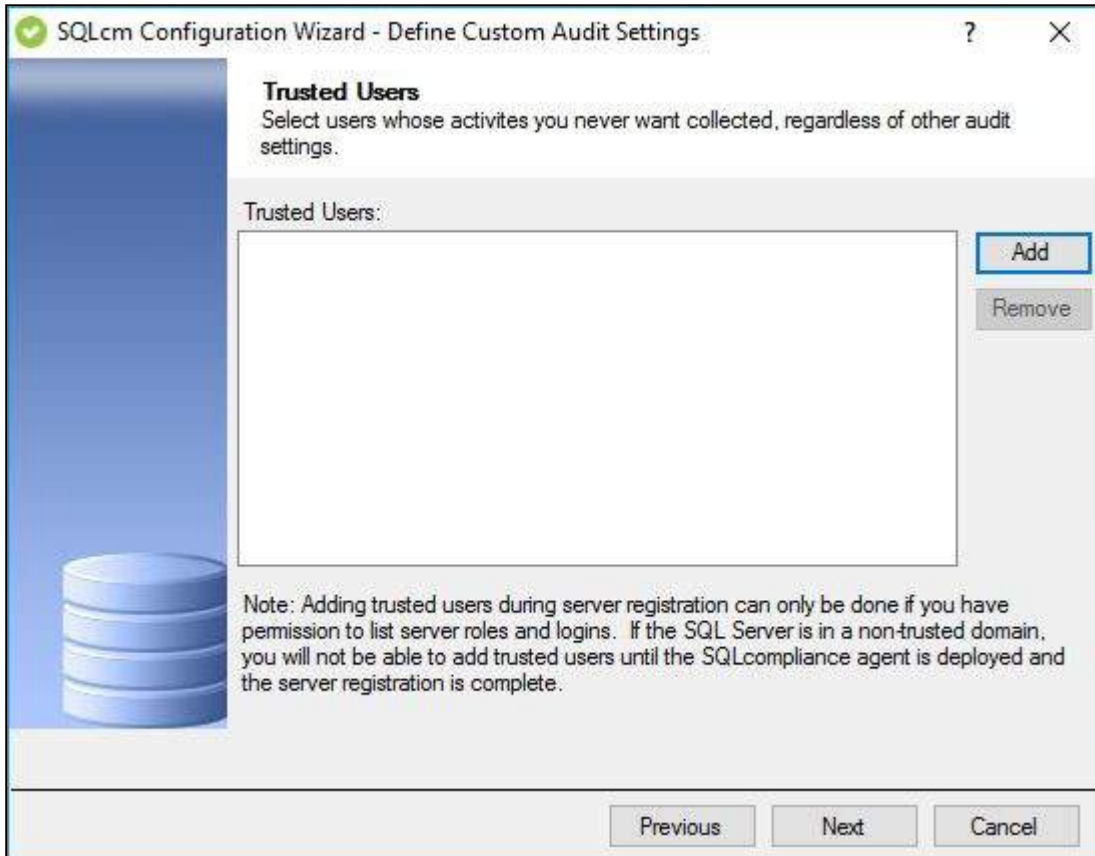 SQLcm Configuration Wizard - Define Custom Audit Settings
?
Trusted Users
Select users whose activites you never want collected, regardless of other audit
settings.
Trusted Users:
Add
Remove
Note: Adding trusted users during server registration can only be done if you have
permission to list server roles and logins. If the SQL Server is in a non-trusted domain,
you will not be able to add trusted users until the SQLcompliance agent is deployed and
the server registration is complete.
Previous
Next
Cancel